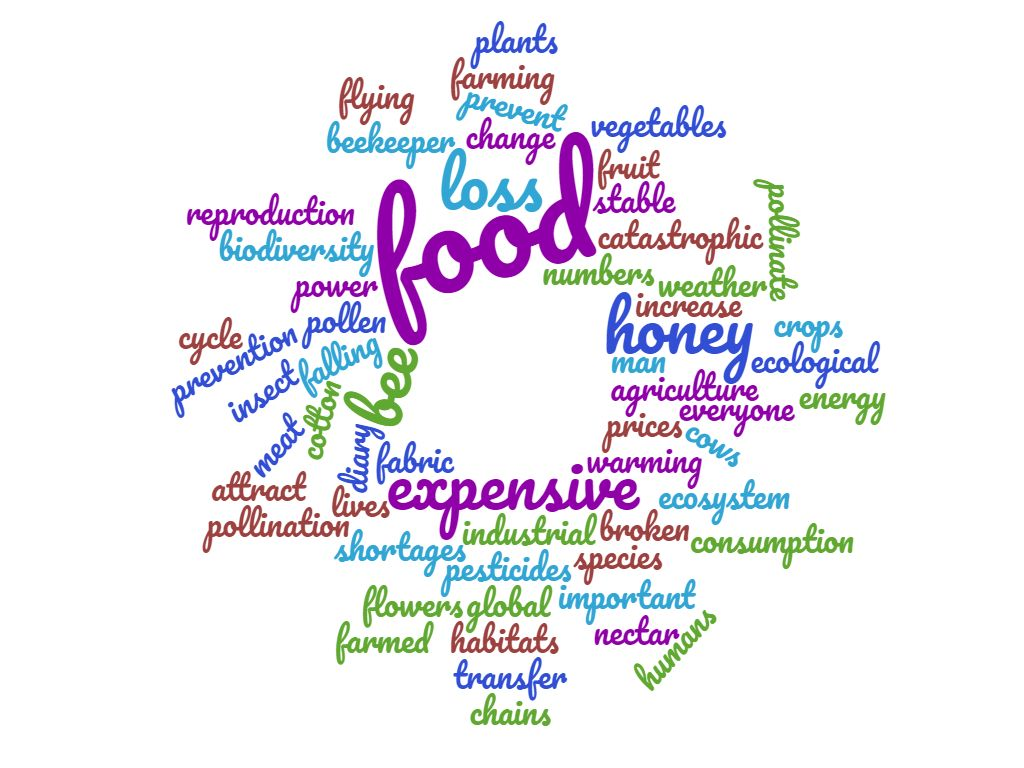 plants
farming
flying
prevent
vegetables
beekeeper
change
loss
fruit
food
stable
pollinate
reproduction
biodiversity
catastrophic
numbers
weather
power
increase
honey
pollen
crops
cycle
prevention
falling
man
ecological
insect
bee
agriculture
everyone
energy
cotton
prices
cows
meat
diary
fabric
warming
attract
lives
expensive
ecosystem
pollination
industrial
broken
consumption
shortages
pesticides
species
flowers
global
important
farmed
habitats
nectar
humans
transfer
chains